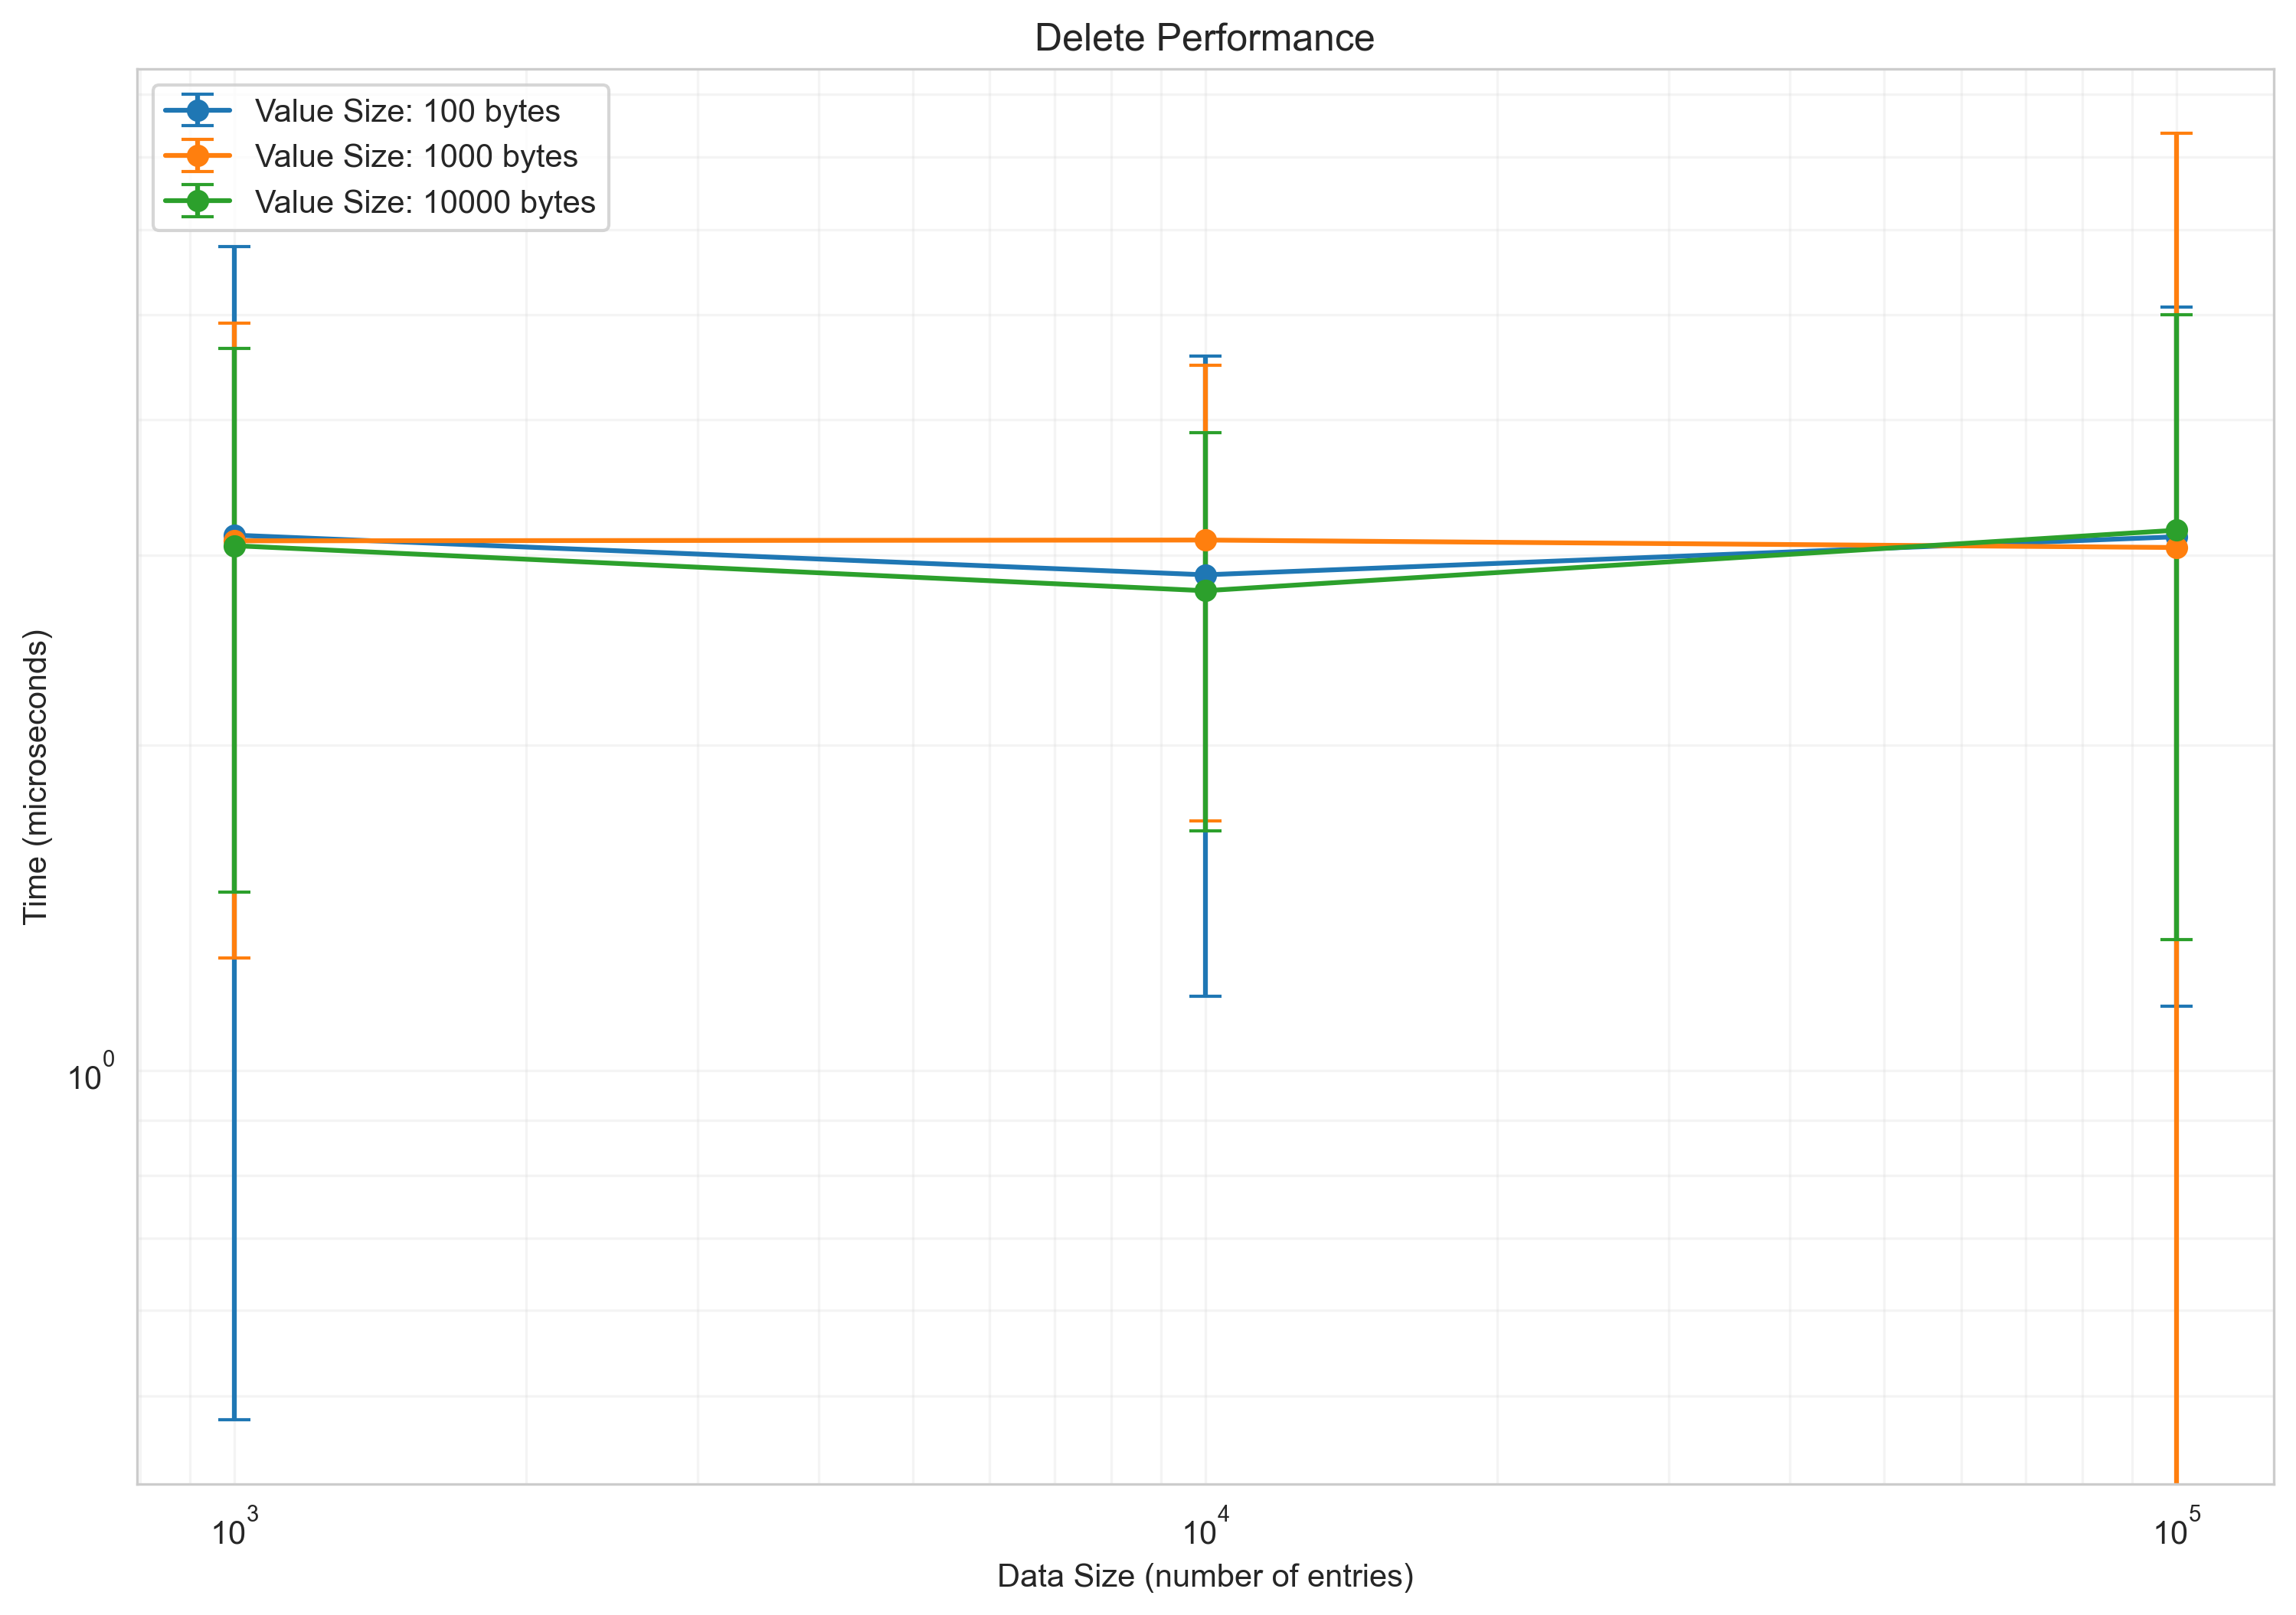 Delete Performance
Value Size: 100 bytes
Value Size: 1000 bytes
Value Size: 10000 bytes
Time (microseconds)
10^0
10^3 10^4 10^5
Data Size (number of entries)